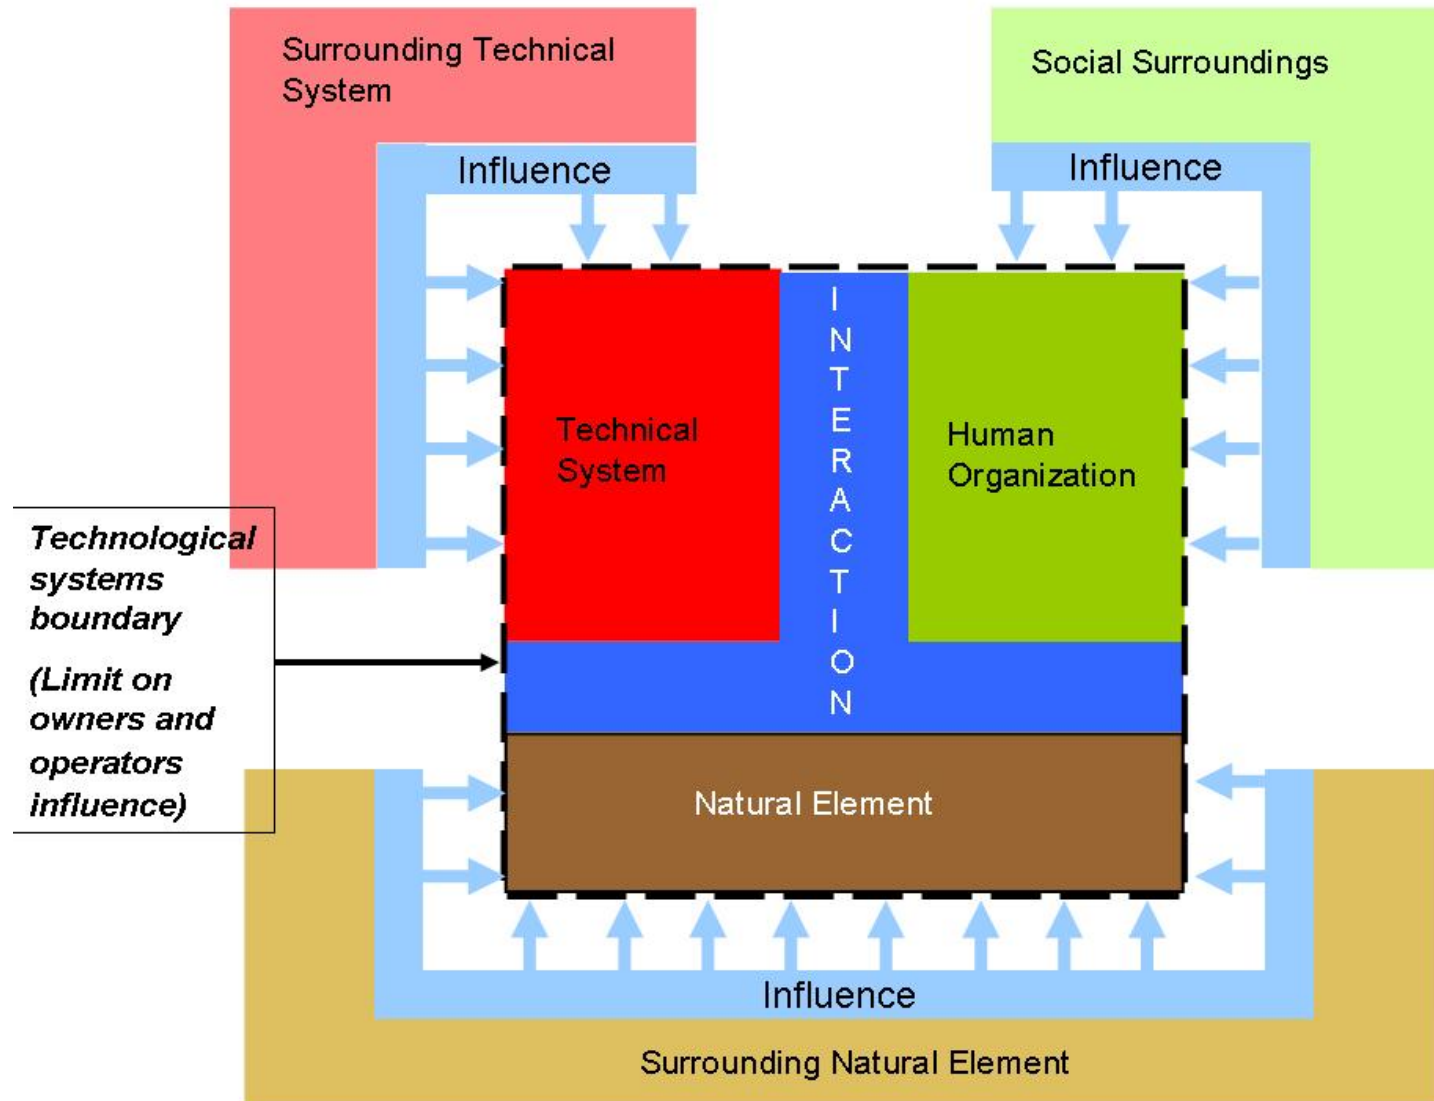 Surrounding Technical
System
Social Surroundings
Influence
Influence
INTERACTION
Technical
System
Human
Organization
Technological
systems
boundary
(Limit on
owners and
operators
influence)
Natural Element
Influence
Surrounding Natural Element